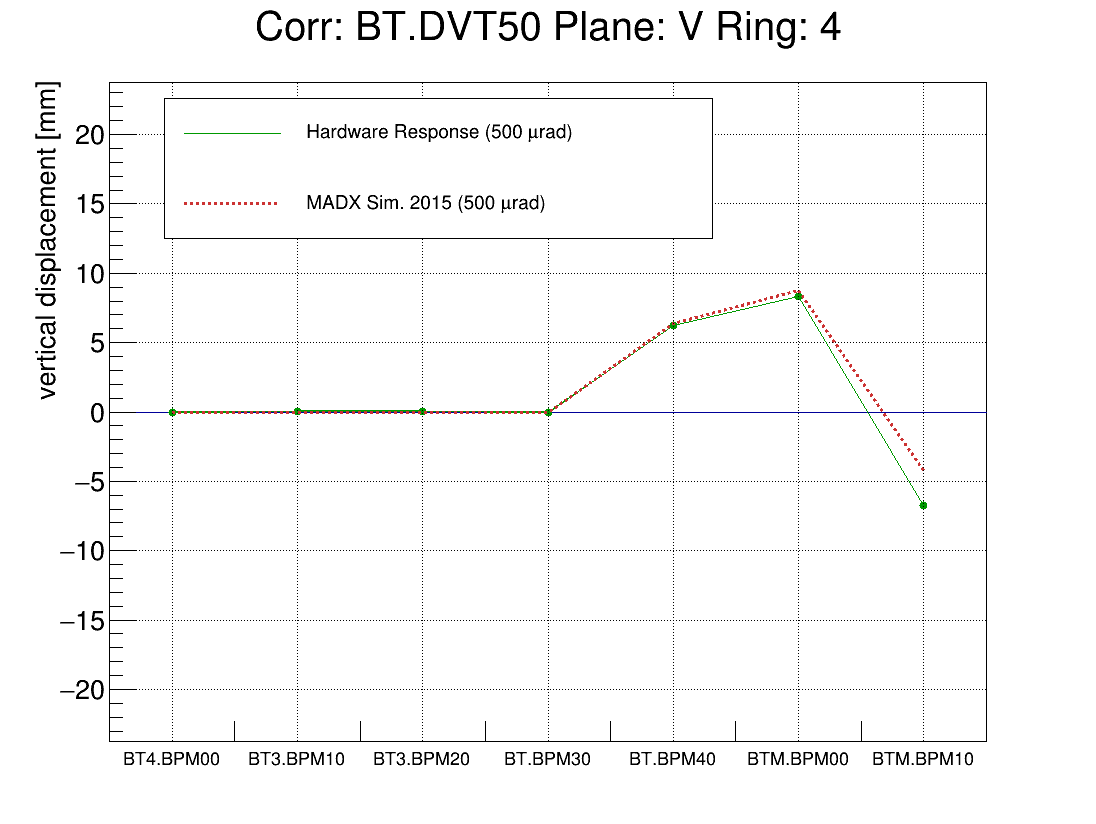 Corr: BT.DVT50 Plane: V Ring: 4
vertical displacement [mm]
Hardware Response (500 μrad)
MADX Sim. 2015 (500 μrad)
20
15
10
5
0
−5
−10
−15
−20
BT4.BPM00 BT3.BPM10 BT3.BPM20 BT.BPM30 BT.BPM40 BTM.BPM00 BTM.BPM10